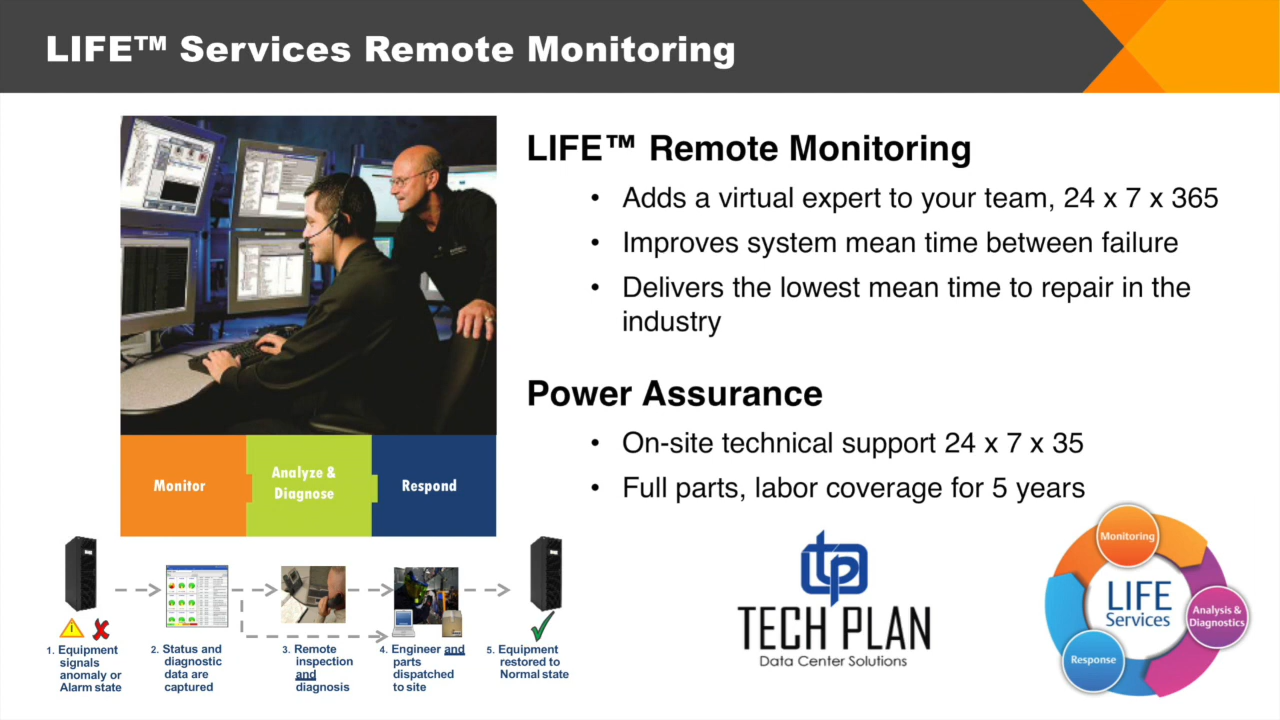 LIFE™ Services Remote Monitoring
LIFE™ Remote Monitoring
• Adds a virtual expert to your team, 24 x 7 x 365
• Improves system mean time between failure
• Delivers the lowest mean time to repair in the
industry
Power Assurance
• On-site technical support 24 x 7 x 35
• Full parts, labor coverage for 5 years
Monitor
Analyze &
Diagnose
Respond
1. Equipment
signals
anomaly or
Alarm state
2. Status and
diagnostic
data are
captured
3. Remote
inspection
and
diagnosis
4. Engineer and
parts
dispatched
to site
5. Equipment
restored to
Normal state
tp
TECH PLAN
Data Center Solutions
Monitoring
LIFE
Services
Analysis &
Diagnostics
Response